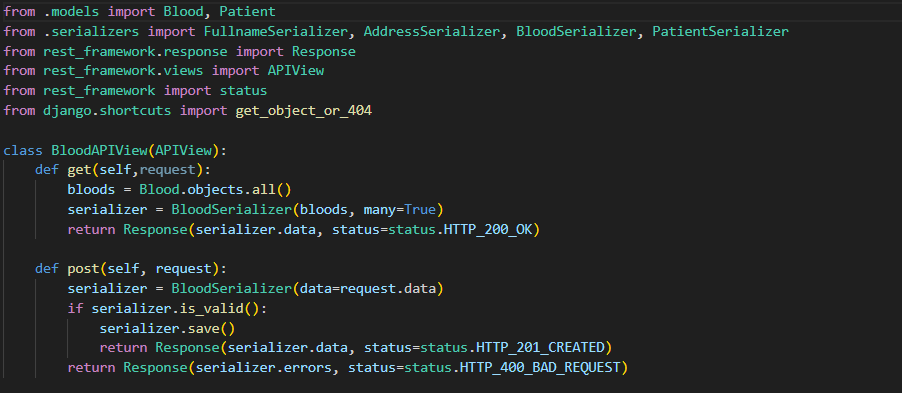 from .models import Blood, Patient
from .serializers import FullnameSerializer, AddressSerializer, BloodSerializer, PatientSerializer
from rest_framework.response import Response
from rest_framework.views import APIView
from rest_framework import status
from django.shortcuts import get_object_or_404

class BloodAPIView(APIView):
    def get(self,request):
        bloods = Blood.objects.all()
        serializer = BloodSerializer(bloods, many=True)
        return Response(serializer.data, status=status.HTTP_200_OK)

    def post(self, request):
        serializer = BloodSerializer(data=request.data)
        if serializer.is_valid():
            serializer.save()
            return Response(serializer.data, status=status.HTTP_201_CREATED)
        return Response(serializer.errors, status=status.HTTP_400_BAD_REQUEST)